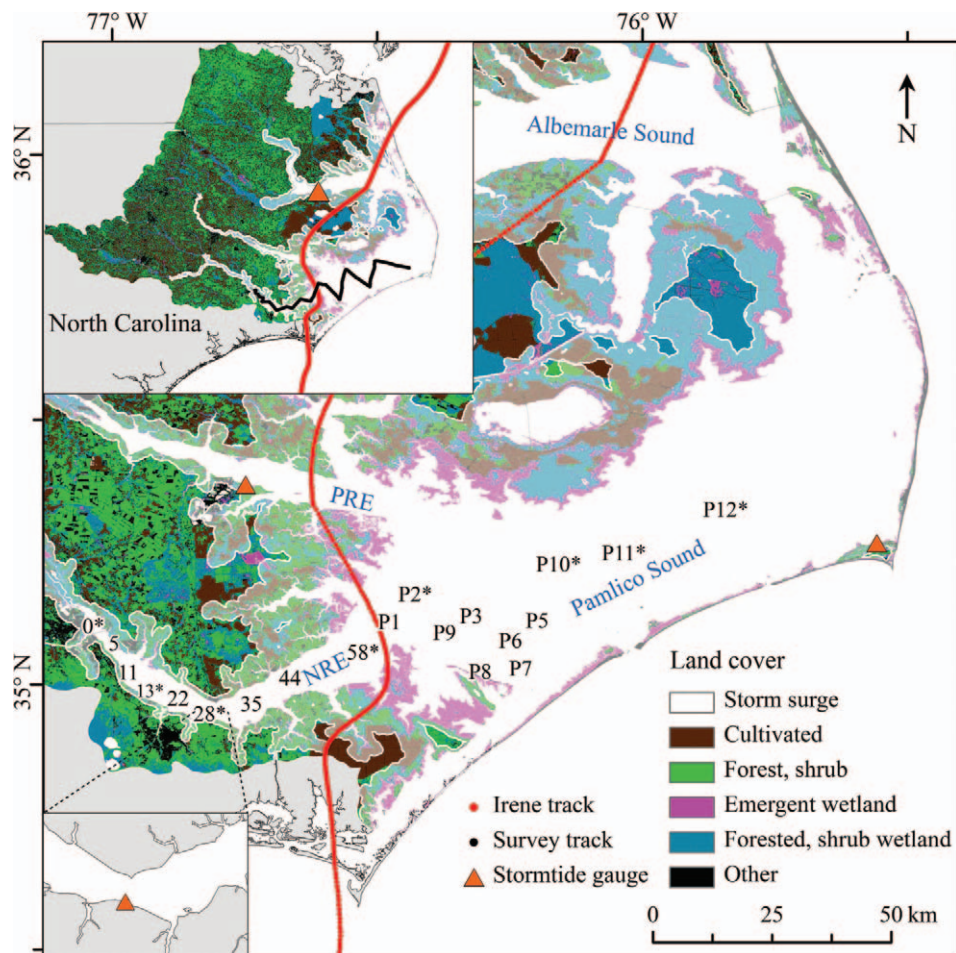 77° W
76° W
N
36° N
35° N
Albemarle Sound
North Carolina
PRE
P12*
P10*
P11*
Pamlico Sound
P2*
P1
P3
P5
P9
P6
P8
P7
0*
5
11
13*
22
28*
35
44
58*
NRE
Land cover
Storm surge
Cultivated
Forest, shrub
Emergent wetland
Forested, shrub wetland
Other
Irene track
Survey track
Stormtide gauge
0 25 50 km